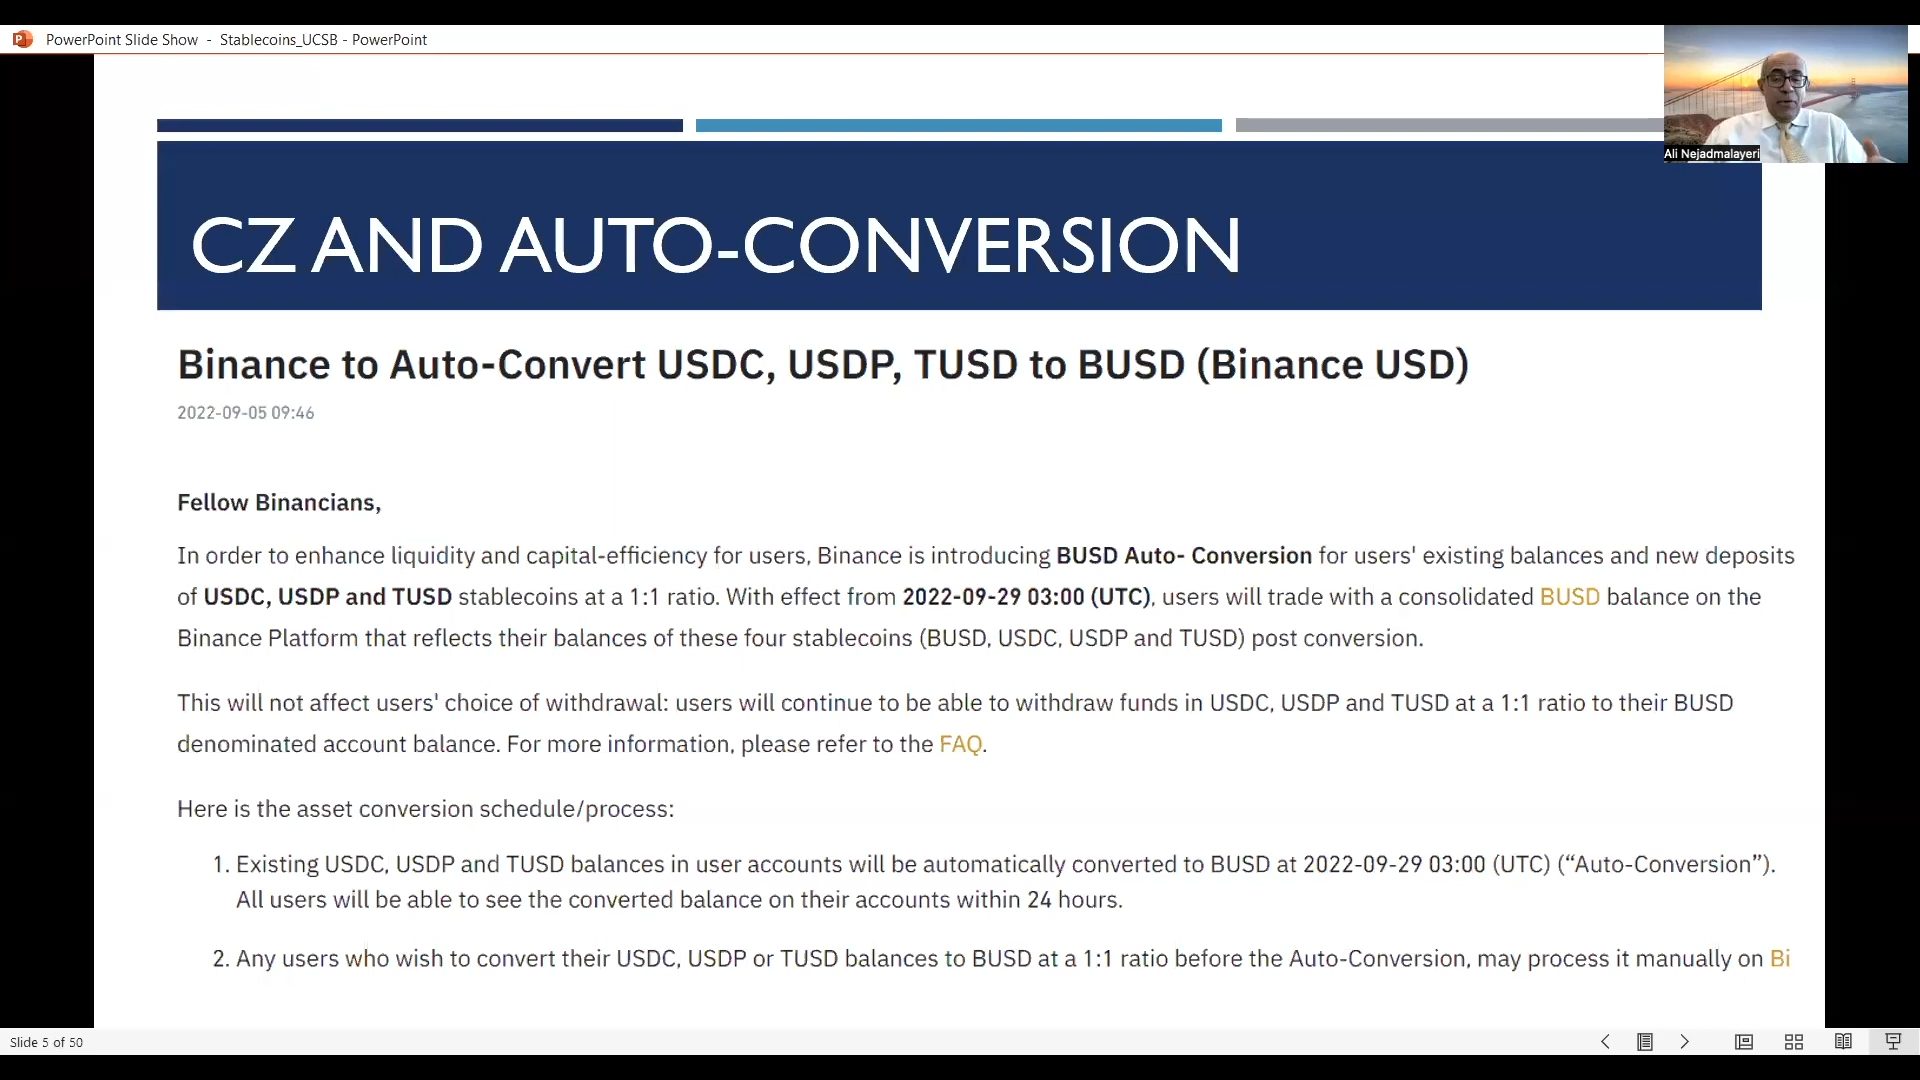 PowerPoint Slide Show - Stablecoins_UCSB - PowerPoint
Ali Nejadmalayeri
CZ AND AUTO-CONVERSION
Binance to Auto-Convert USDC, USDP, TUSD to BUSD (Binance USD)
2022-09-05 09:46
Fellow Binancians,
In order to enhance liquidity and capital-efficiency for users, Binance is introducing BUSD Auto- Conversion for users' existing balances and new deposits
of USDC, USDP and TUSD stablecoins at a 1:1 ratio. With effect from 2022-09-29 03:00 (UTC), users will trade with a consolidated BUSD balance on the
Binance Platform that reflects their balances of these four stablecoins (BUSD, USDC, USDP and TUSD) post conversion.
This will not affect users' choice of withdrawal: users will continue to be able to withdraw funds in USDC, USDP and TUSD at a 1:1 ratio to their BUSD
denominated account balance. For more information, please refer to the FAQ.
Here is the asset conversion schedule/process:
1. Existing USDC, USDP and TUSD balances in user accounts will be automatically converted to BUSD at 2022-09-29 03:00 (UTC) (“Auto-Conversion”).
All users will be able to see the converted balance on their accounts within 24 hours.
2. Any users who wish to convert their USDC, USDP or TUSD balances to BUSD at a 1:1 ratio before the Auto-Conversion, may process it manually on Bi
Slide 5 of 50